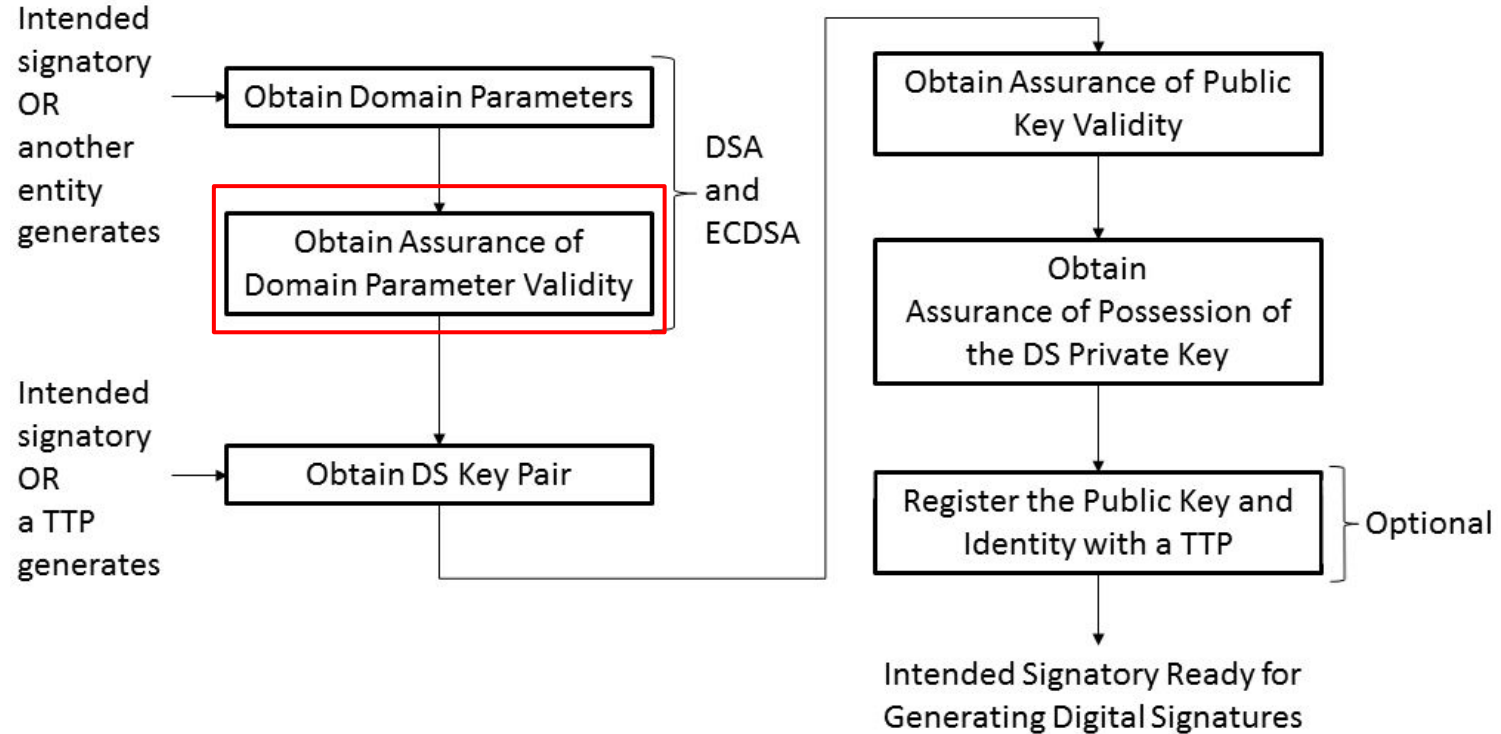 Intended
signatory
OR
another
entity
generates
Obtain Domain Parameters
Obtain Assurance of
Domain Parameter Validity
DSA
and
ECDSA
Intended
signatory
OR
a TTP
generates
Obtain DS Key Pair
Obtain Assurance of Public
Key Validity
Obtain
Assurance of Possession of
the DS Private Key
Register the Public Key and
Identity with a TTP
Optional
Intended Signatory Ready for
Generating Digital Signatures